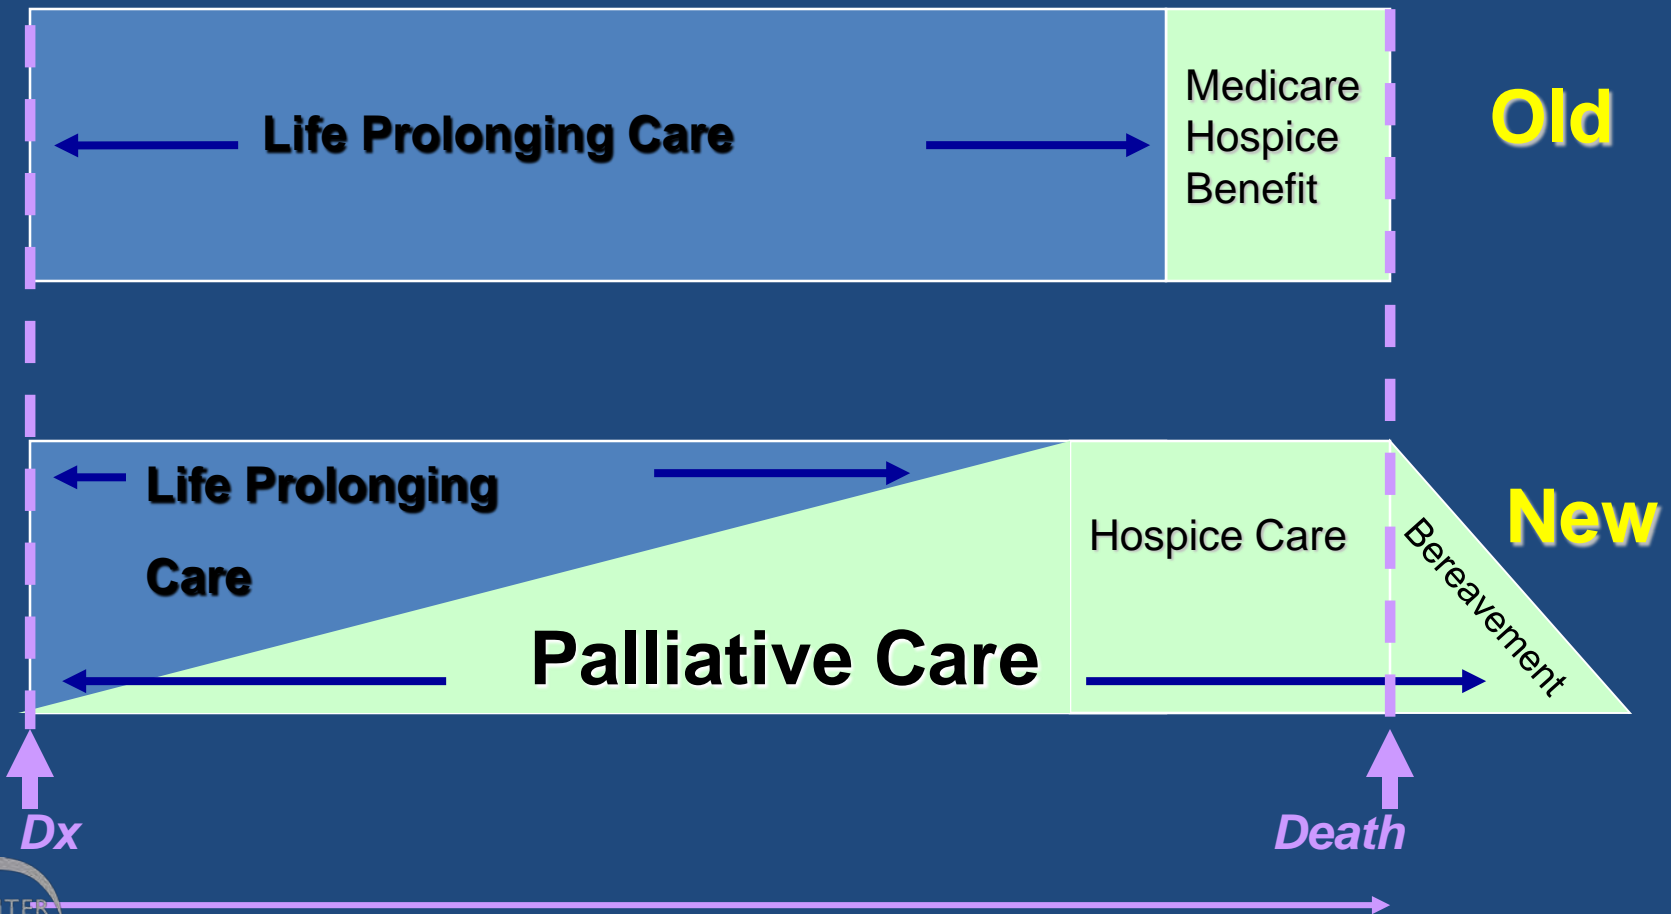 Life Prolonging Care
Medicare
Hospice
Benefit
Old
Life Prolonging
Care
Hospice Care
Palliative Care
Bereavement
New
Dx
Death